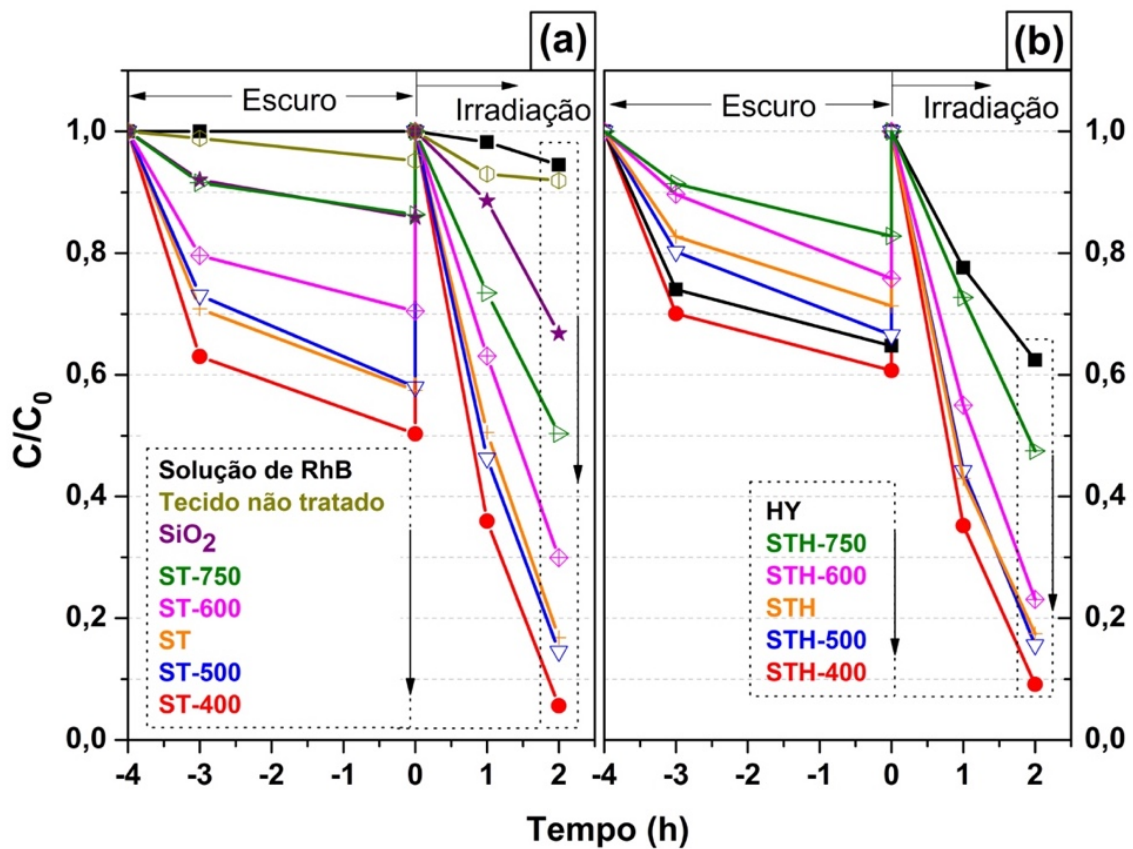 (a)
(b)
Escuro
Irradiação
Escuro
Irradiação
1,0
0,8
0,6
0,4
0,2
0,0
C/C0
Solução de RhB
Tecido não tratado
SiO2
ST-750
ST-600
ST
ST-500
ST-400
HY
STH-750
STH-600
STH
STH-500
STH-400
1,0
0,8
0,6
0,4
0,2
0,0
-4 -3 -2 -1 0 1 2
-4 -3 -2 -1 0 1 2
Tempo (h)